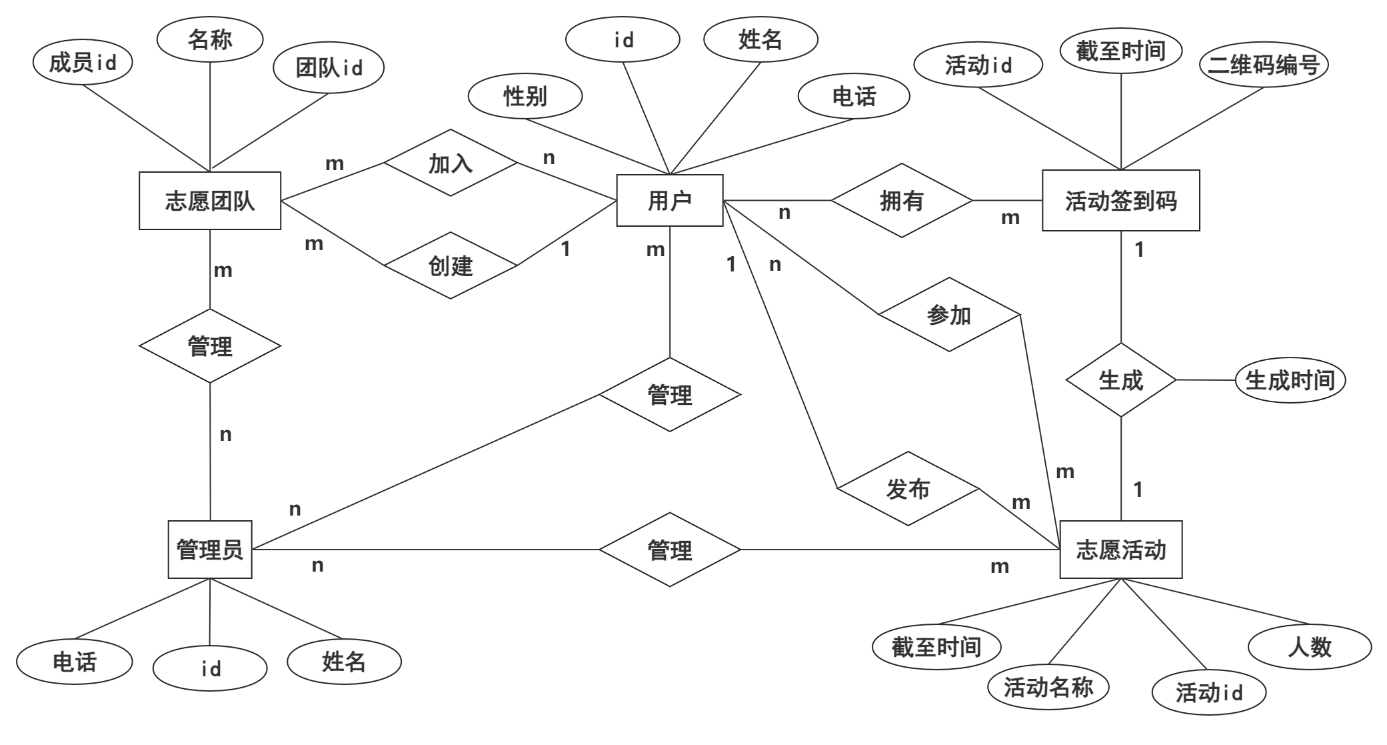 成员id
名称
团队id
性别
id
姓名
电话
活动id
截至时间
二维码编号
志愿团队
m
加入
n
用户
n
拥有
m
活动签到码
m
创建
1
m
m
1
n
1
管理
参加
生成
生成时间
管理
n
n
发布
m
m
1
管理员
n
管理
m
志愿活动
电话
id
姓名
截至时间
活动名称
活动id
人数